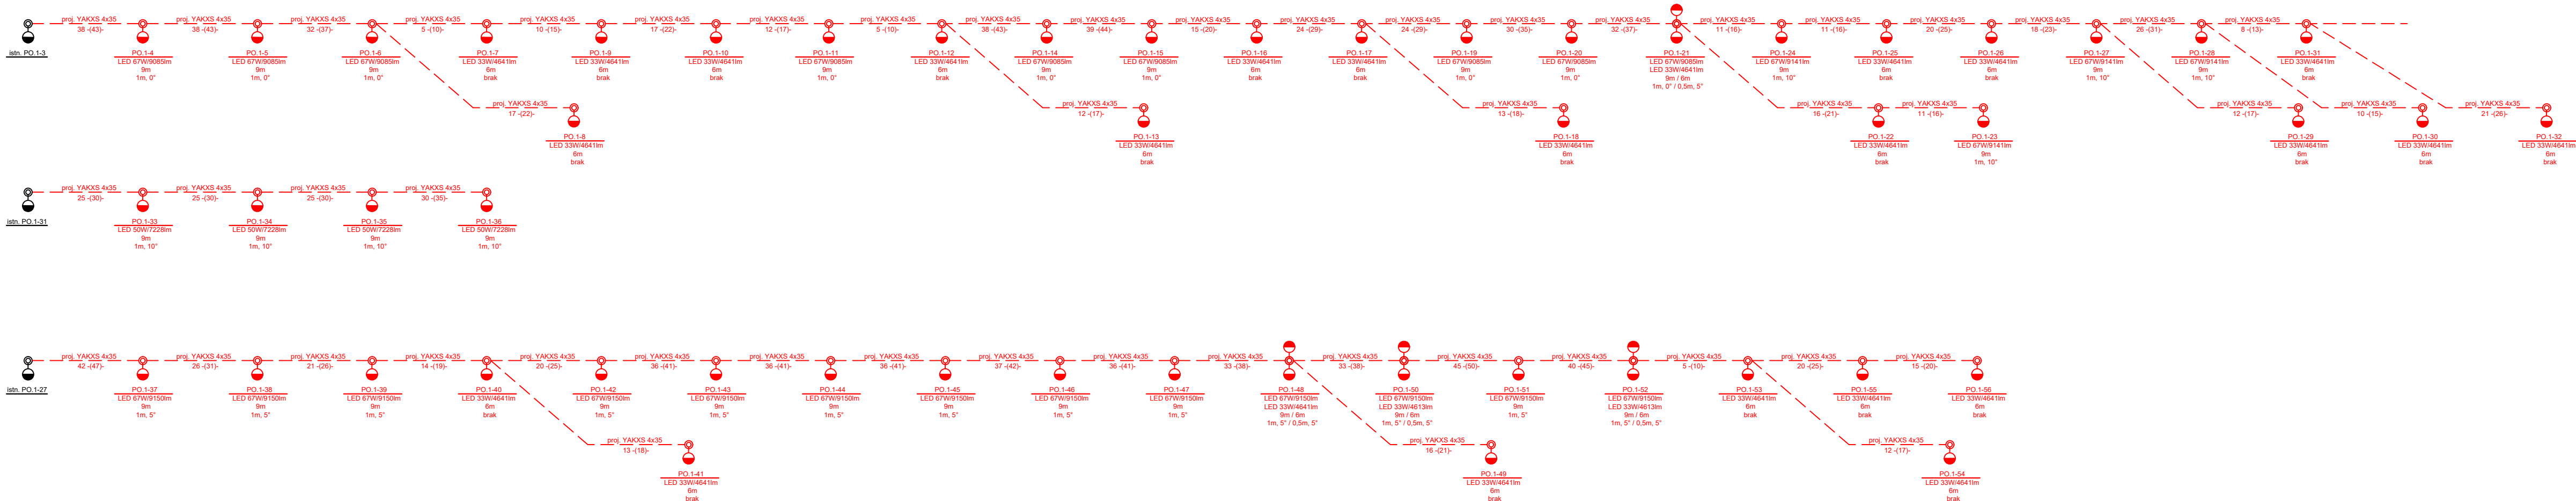 proj. YAKXS 4x35
38 -(43)-
proj. YAKXS 4x35
38 -(43)-
proj. YAKXS 4x35
32 -(37)-
proj. YAKXS 4x35
5 -(10)-
proj. YAKXS 4x35
10 -(15)-
proj. YAKXS 4x35
17 -(22)-
proj. YAKXS 4x35
12 -(17)-
proj. YAKXS 4x35
5 -(10)-
proj. YAKXS 4x35
38 -(43)-
proj. YAKXS 4x35
39 -(44)-
proj. YAKXS 4x35
15 -(20)-
proj. YAKXS 4x35
24 -(29)-
proj. YAKXS 4x35
24 -(29)-
proj. YAKXS 4x35
30 -(35)-
proj. YAKXS 4x35
32 -(37)-
proj. YAKXS 4x35
11 -(16)-
proj. YAKXS 4x35
11 -(16)-
proj. YAKXS 4x35
20 -(25)-
proj. YAKXS 4x35
18 -(23)-
proj. YAKXS 4x35
26 -(31)-
proj. YAKXS 4x35
8 -(13)-
istn. PO.1-3
PO.1-4
LED 67W/9085lm
9m
1m, 0°
PO.1-5
LED 67W/9085lm
9m
1m, 0°
PO.1-6
LED 67W/9085lm
9m
1m, 0°
PO.1-7
LED 33W/4641lm
6m
brak
PO.1-9
LED 33W/4641lm
6m
brak
PO.1-10
LED 33W/4641lm
6m
brak
PO.1-11
LED 67W/9085lm
9m
1m, 0°
PO.1-12
LED 33W/4641lm
6m
brak
PO.1-14
LED 67W/9085lm
9m
1m, 0°
PO.1-15
LED 67W/9085lm
9m
1m, 0°
PO.1-16
LED 33W/4641lm
6m
brak
PO.1-17
LED 33W/4641lm
6m
brak
PO.1-19
LED 67W/9085lm
9m
1m, 0°
PO.1-20
LED 67W/9085lm
9m
1m, 0°
PO.1-21
LED 67W/9085lm
LED 33W/4641lm
9m / 6m
1m, 0° / 0,5m, 5°
PO.1-24
LED 67W/9141lm
9m
1m, 10°
PO.1-25
LED 33W/4641lm
6m
brak
PO.1-26
LED 33W/4641lm
6m
brak
PO.1-27
LED 67W/9141lm
9m
1m, 10°
PO.1-28
LED 67W/9141lm
9m
1m, 10°
PO.1-31
LED 33W/4641lm
6m
brak
proj. YAKXS 4x35
17 -(22)-
PO.1-8
LED 33W/4641lm
6m
brak
proj. YAKXS 4x35
12 -(17)-
PO.1-13
LED 33W/4641lm
6m
brak
proj. YAKXS 4x35
13 -(18)-
PO.1-18
LED 33W/4641lm
6m
brak
proj. YAKXS 4x35
16 -(21)-
PO.1-22
LED 33W/4641lm
6m
brak
proj. YAKXS 4x35
11 -(16)-
PO.1-23
LED 67W/9141lm
9m
1m, 10°
proj. YAKXS 4x35
12 -(17)-
PO.1-29
LED 33W/4641lm
6m
brak
proj. YAKXS 4x35
10 -(15)-
PO.1-30
LED 33W/4641lm
6m
brak
proj. YAKXS 4x35
21 -(26)-
PO.1-32
LED 33W/4641lm
6m
brak
proj. YAKXS 4x35
25 -(30)-
proj. YAKXS 4x35
25 -(30)-
proj. YAKXS 4x35
25 -(30)-
proj. YAKXS 4x35
30 -(35)-
istn. PO.1-31
PO.1-33
LED 50W/7228lm
9m
1m, 10°
PO.1-34
LED 50W/7228lm
9m
1m, 10°
PO.1-35
LED 50W/7228lm
9m
1m, 10°
PO.1-36
LED 50W/7228lm
9m
1m, 10°
proj. YAKXS 4x35
42 -(47)-
proj. YAKXS 4x35
26 -(31)-
proj. YAKXS 4x35
21 -(26)-
proj. YAKXS 4x35
14 -(19)-
proj. YAKXS 4x35
20 -(25)-
proj. YAKXS 4x35
36 -(41)-
proj. YAKXS 4x35
36 -(41)-
proj. YAKXS 4x35
36 -(41)-
proj. YAKXS 4x35
37 -(42)-
proj. YAKXS 4x35
36 -(41)-
proj. YAKXS 4x35
33 -(38)-
proj. YAKXS 4x35
33 -(38)-
proj. YAKXS 4x35
45 -(50)-
proj. YAKXS 4x35
40 -(45)-
proj. YAKXS 4x35
5 -(10)-
proj. YAKXS 4x35
20 -(25)-
proj. YAKXS 4x35
15 -(20)-
istn. PO.1-27
PO.1-37
LED 67W/9150lm
9m
1m, 5°
PO.1-38
LED 67W/9150lm
9m
1m, 5°
PO.1-39
LED 67W/9150lm
9m
1m, 5°
PO.1-40
LED 33W/4641lm
6m
brak
PO.1-42
LED 67W/9150lm
9m
1m, 5°
PO.1-43
LED 67W/9150lm
9m
1m, 5°
PO.1-44
LED 67W/9150lm
9m
1m, 5°
PO.1-45
LED 67W/9150lm
9m
1m, 5°
PO.1-46
LED 67W/9150lm
9m
1m, 5°
PO.1-47
LED 67W/9150lm
9m
1m, 5°
PO.1-48
LED 67W/9150lm
LED 33W/4641lm
9m / 6m
1m, 5° / 0,5m, 5°
PO.1-50
LED 67W/9150lm
LED 33W/4613lm
9m / 6m
1m, 5° / 0,5m, 5°
PO.1-51
LED 67W/9150lm
9m
1m, 5°
PO.1-52
LED 67W/9150lm
LED 33W/4613lm
9m / 6m
1m, 5° / 0,5m, 5°
PO.1-53
LED 33W/4641lm
6m
brak
PO.1-55
LED 33W/4641lm
6m
brak
PO.1-56
LED 33W/4641lm
6m
brak
proj. YAKXS 4x35
13 -(18)-
PO.1-41
LED 33W/4641lm
6m
brak
proj. YAKXS 4x35
16 -(21)-
PO.1-49
LED 33W/4641lm
6m
brak
proj. YAKXS 4x35
12 -(17)-
PO.1-54
LED 33W/4641lm
6m
brak